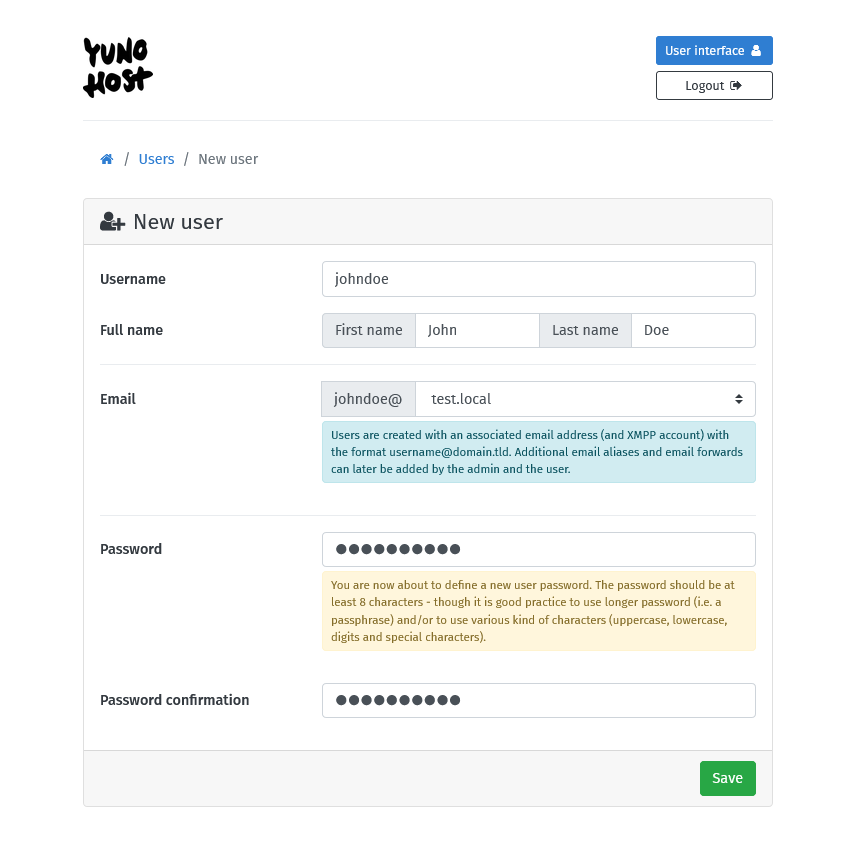 YUNO
HOST
User interface
Logout
/ Users / New user
New user
Username johndoe
Full name First name John Last name Doe
Email johndoe@ test.local
Users are created with an associated email address (and XMPP account) with
the format username@domain.tld. Additional email aliases and email forwards
can later be added by the admin and the user.
Password ●●●●●●●●●●
You are now about to define a new user password. The password should be at
least 8 characters - though it is good practice to use longer password (i.e. a
passphrase) and/or to use various kind of characters (uppercase, lowercase,
digits and special characters).
Password confirmation ●●●●●●●●●●
Save